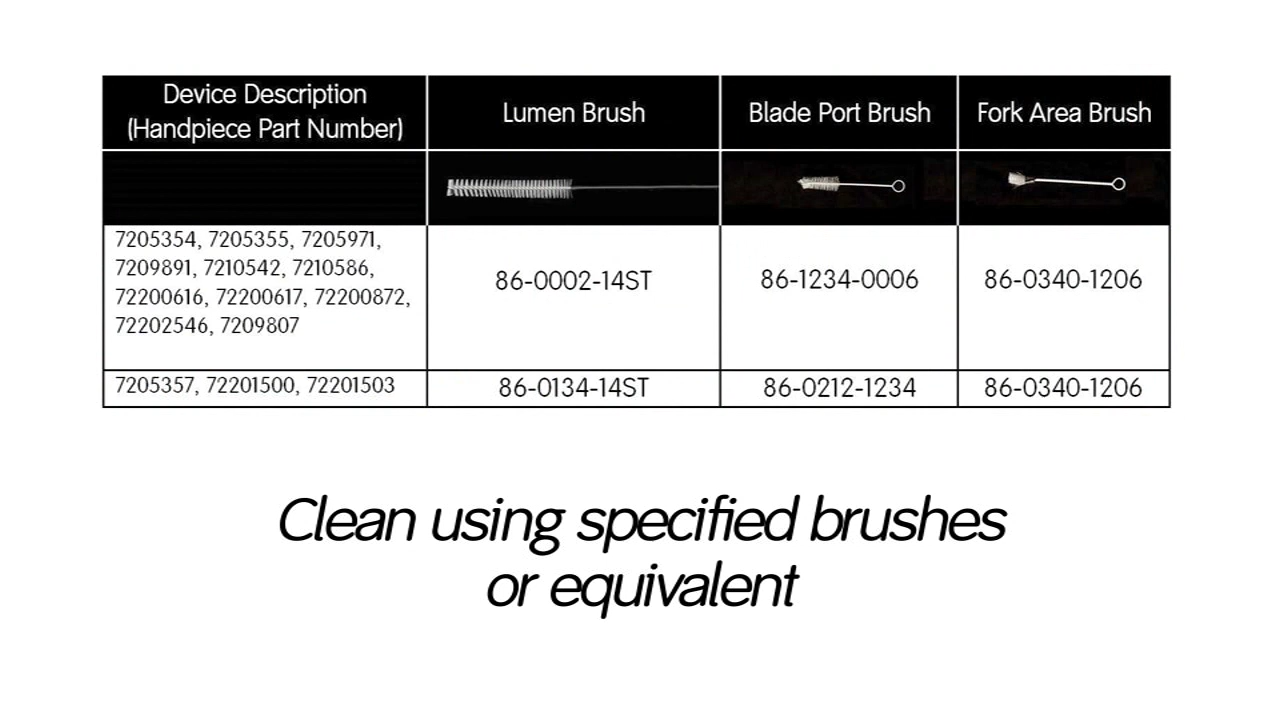 Device Description
(Handpiece Part Number)
Lumen Brush
Blade Port Brush
Fork Area Brush
7205354, 7205355, 7205971,
7209891, 7210542, 7210586,
72200616, 72200617, 72200872,
72202546, 7209807
86-0002-14ST
86-1234-0006
86-0340-1206
7205357, 72201500, 72201503
86-0134-14ST
86-0212-1234
86-0340-1206
Clean using specified brushes
or equivalent